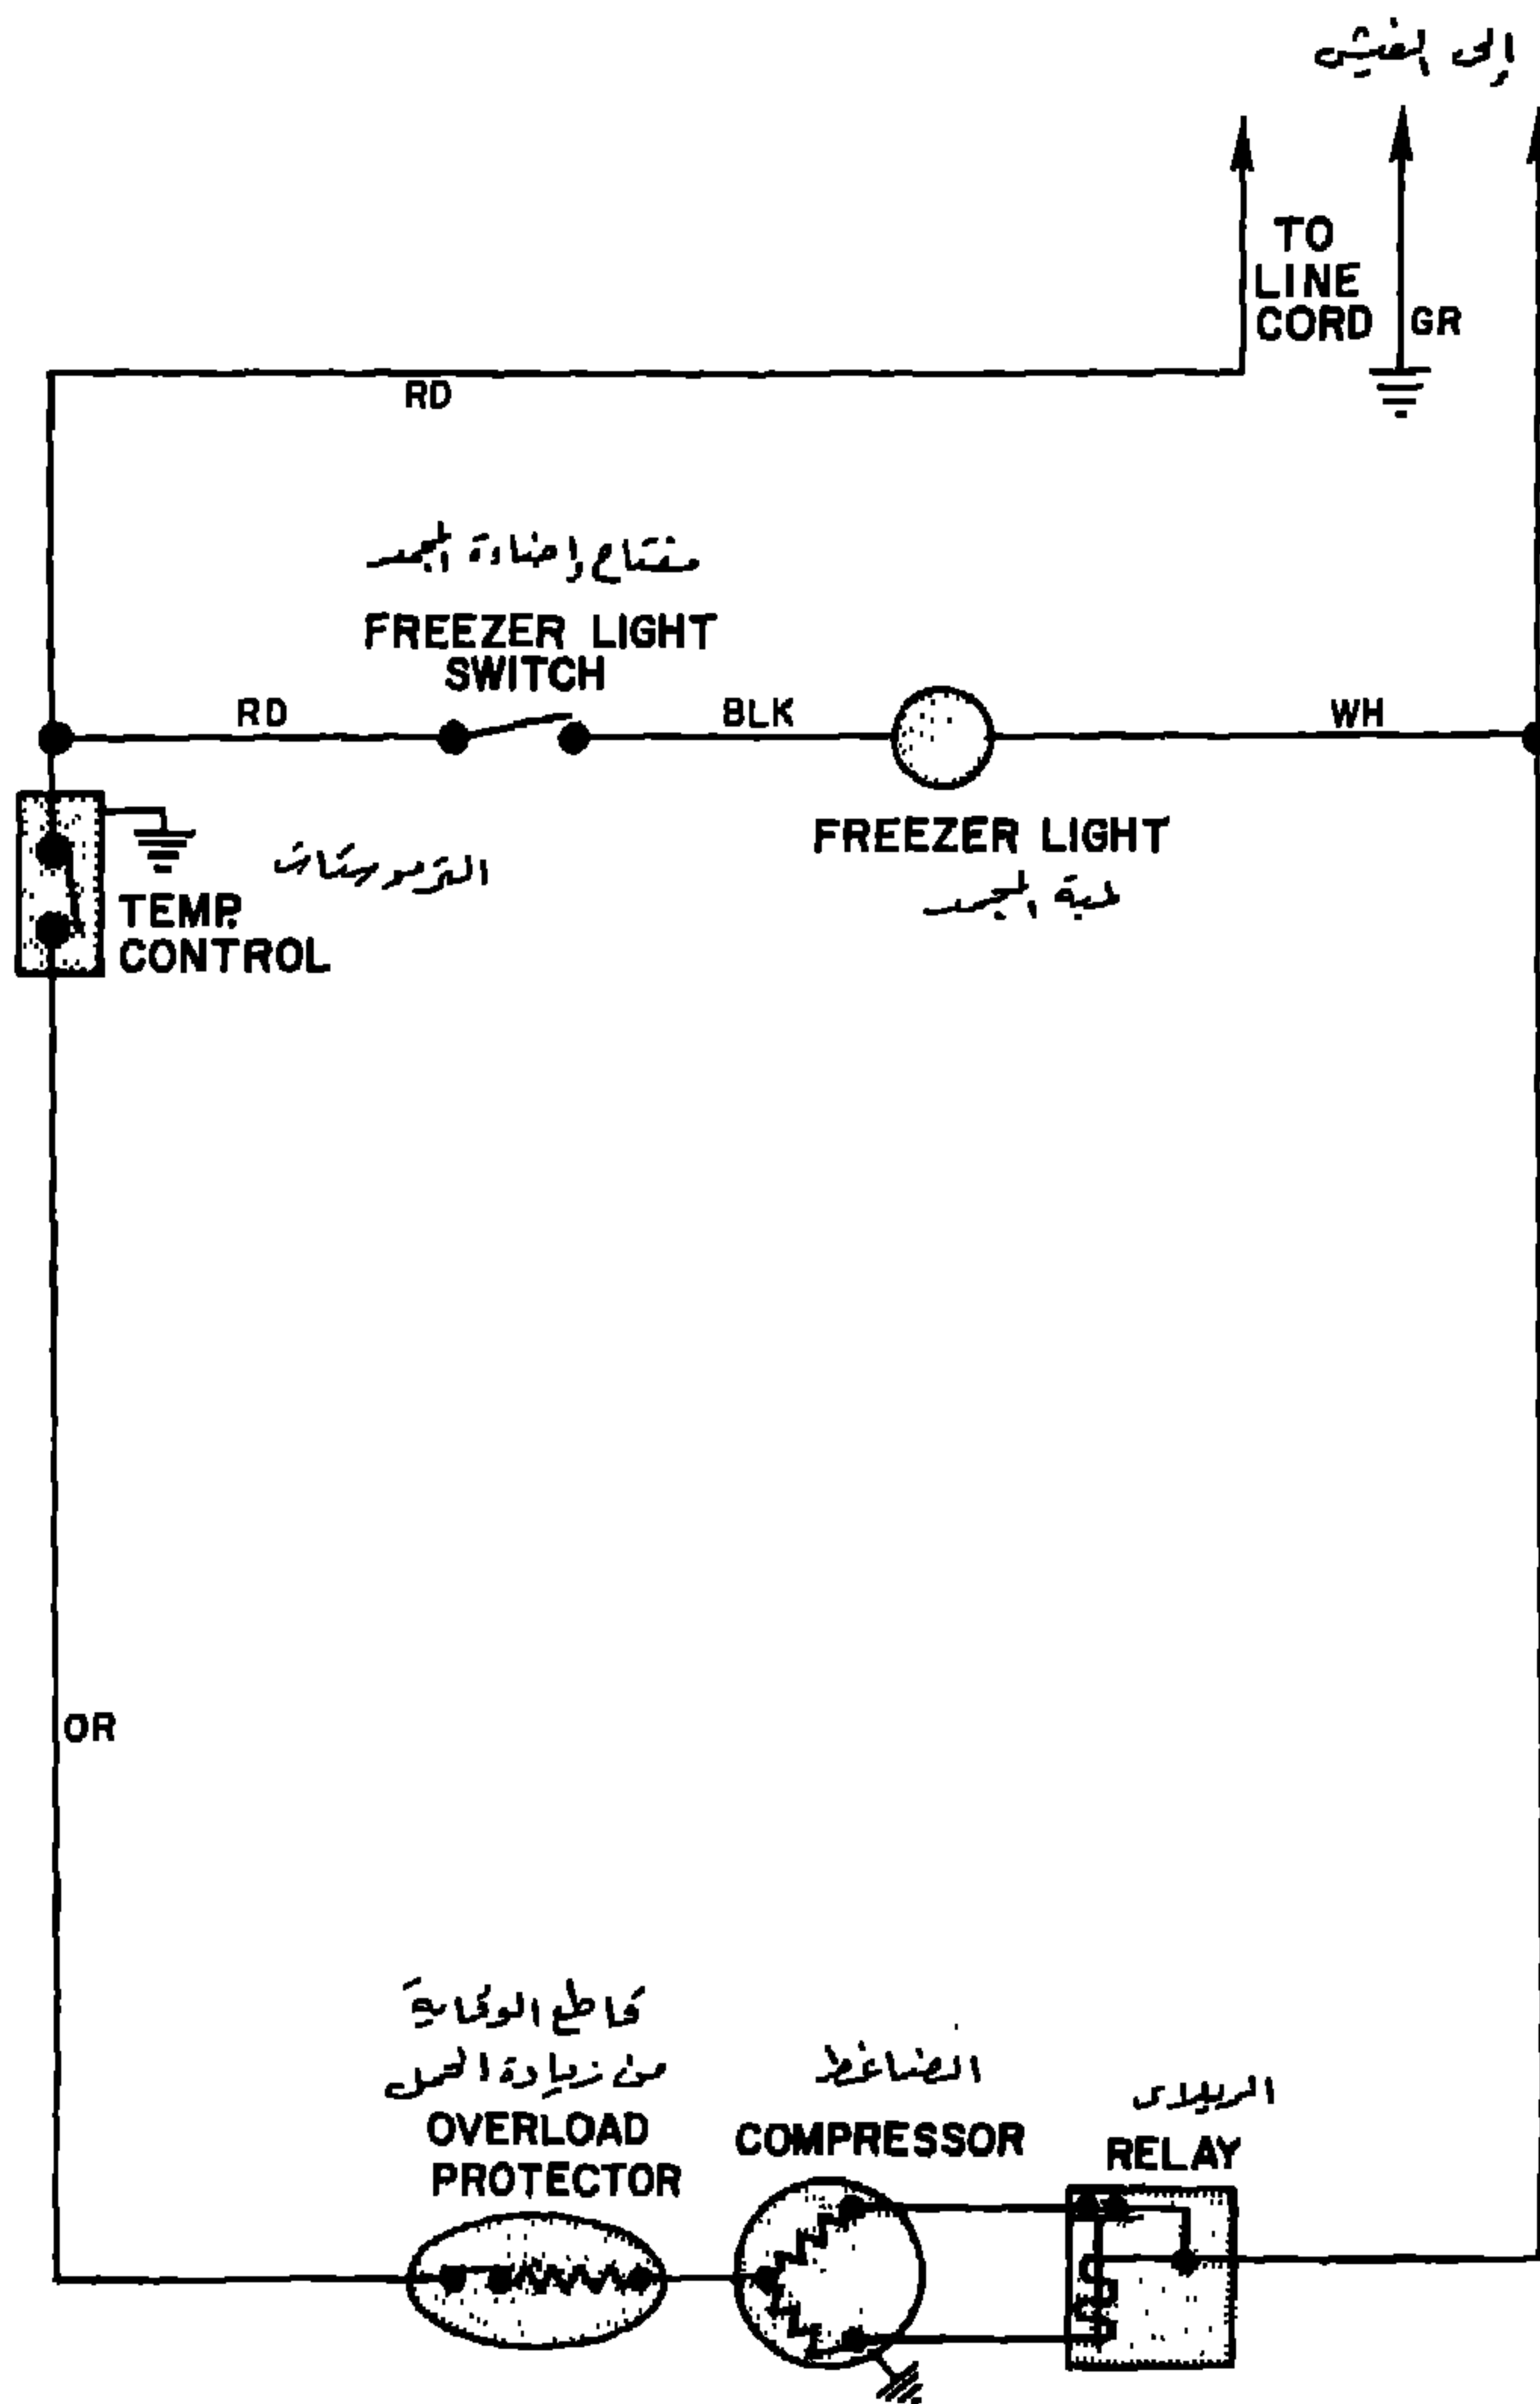 إلى الفيش
TO
LINE
CORD
GR
RD
مفتاح إضاءة المجمد
FREEZER LIGHT
SWITCH
RD
BLK
WH
FREEZER LIGHT
لمبة المجمد
الترموستات
TEMP.
CONTROL
OR
قاطع الوقاية
من زيادة الحمل
OVERLOAD
PROTECTOR
الضاغط
COMPRESSOR
الريلاى
RELAY